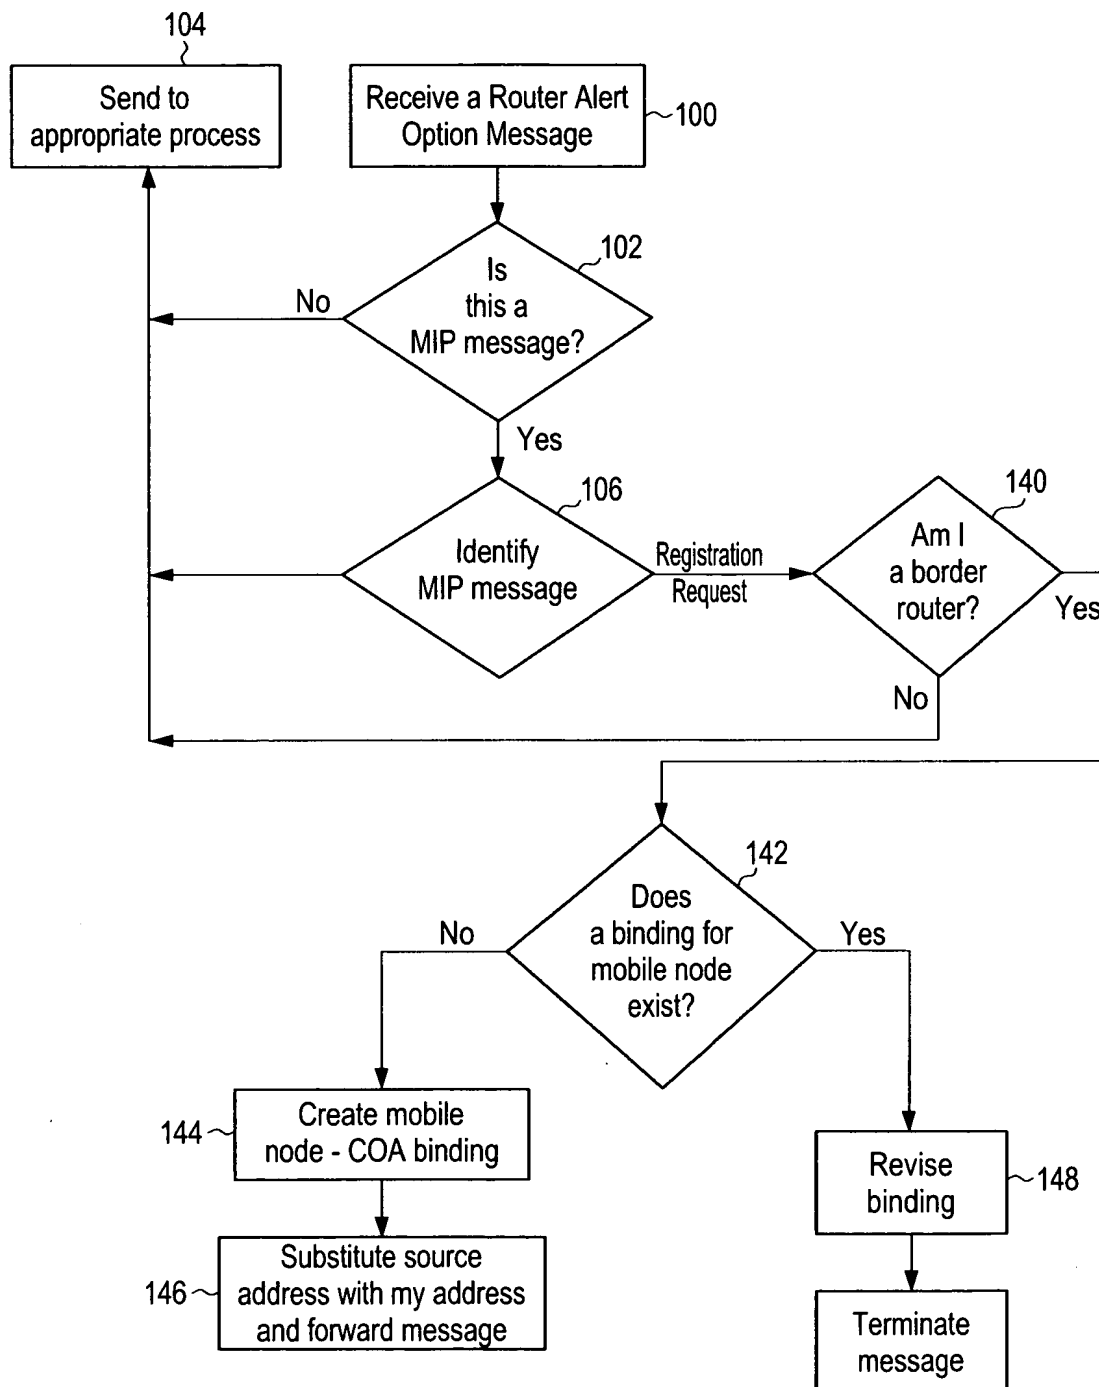 104
Send to
appropriate process
Receive a Router Alert
Option Message
100
102
Is
this a
MIP message?
No
Yes
106
Identify
MIP message
Registration
Request
140
Am I
a border
router?
Yes
No
142
Does
a binding for
mobile node
exist?
No
Yes
144
Create mobile
node - COA binding
146
Substitute source
address with my address
and forward message
Revise
binding
148
Terminate
message